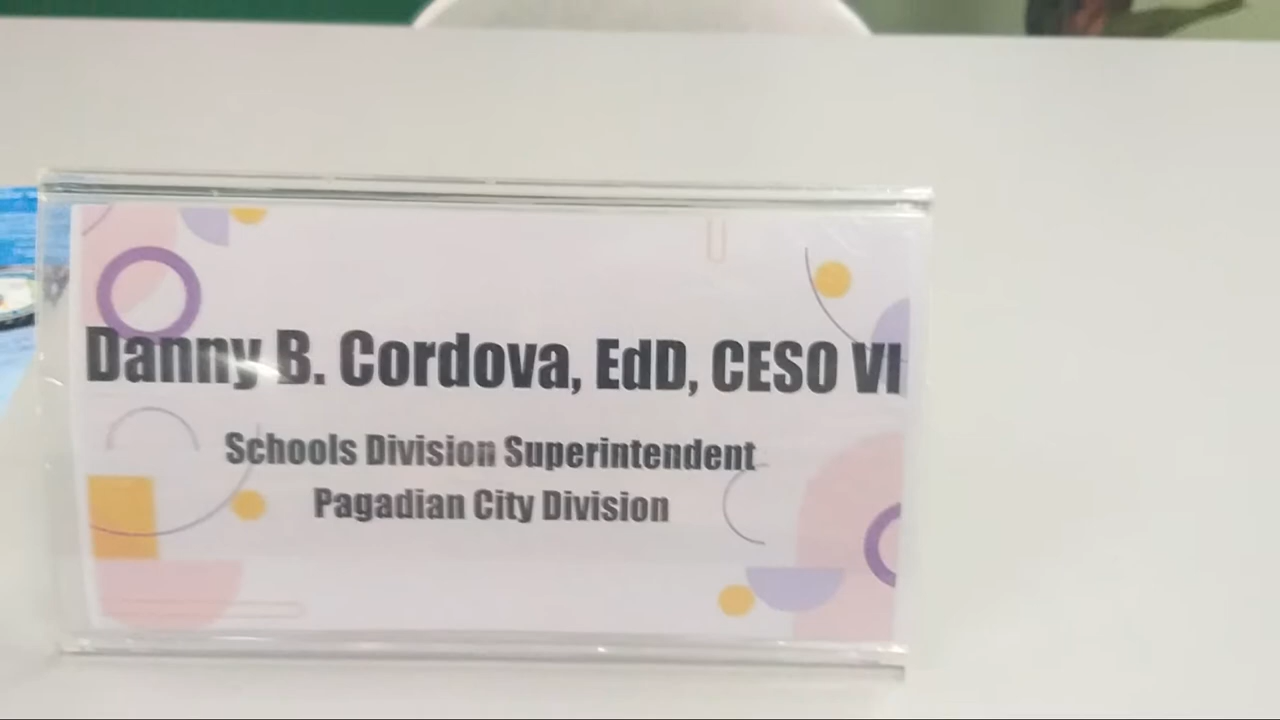 Danny B. Cordova, EdD, CESO VI
Schools Division Superintendent
Pagadian City Division